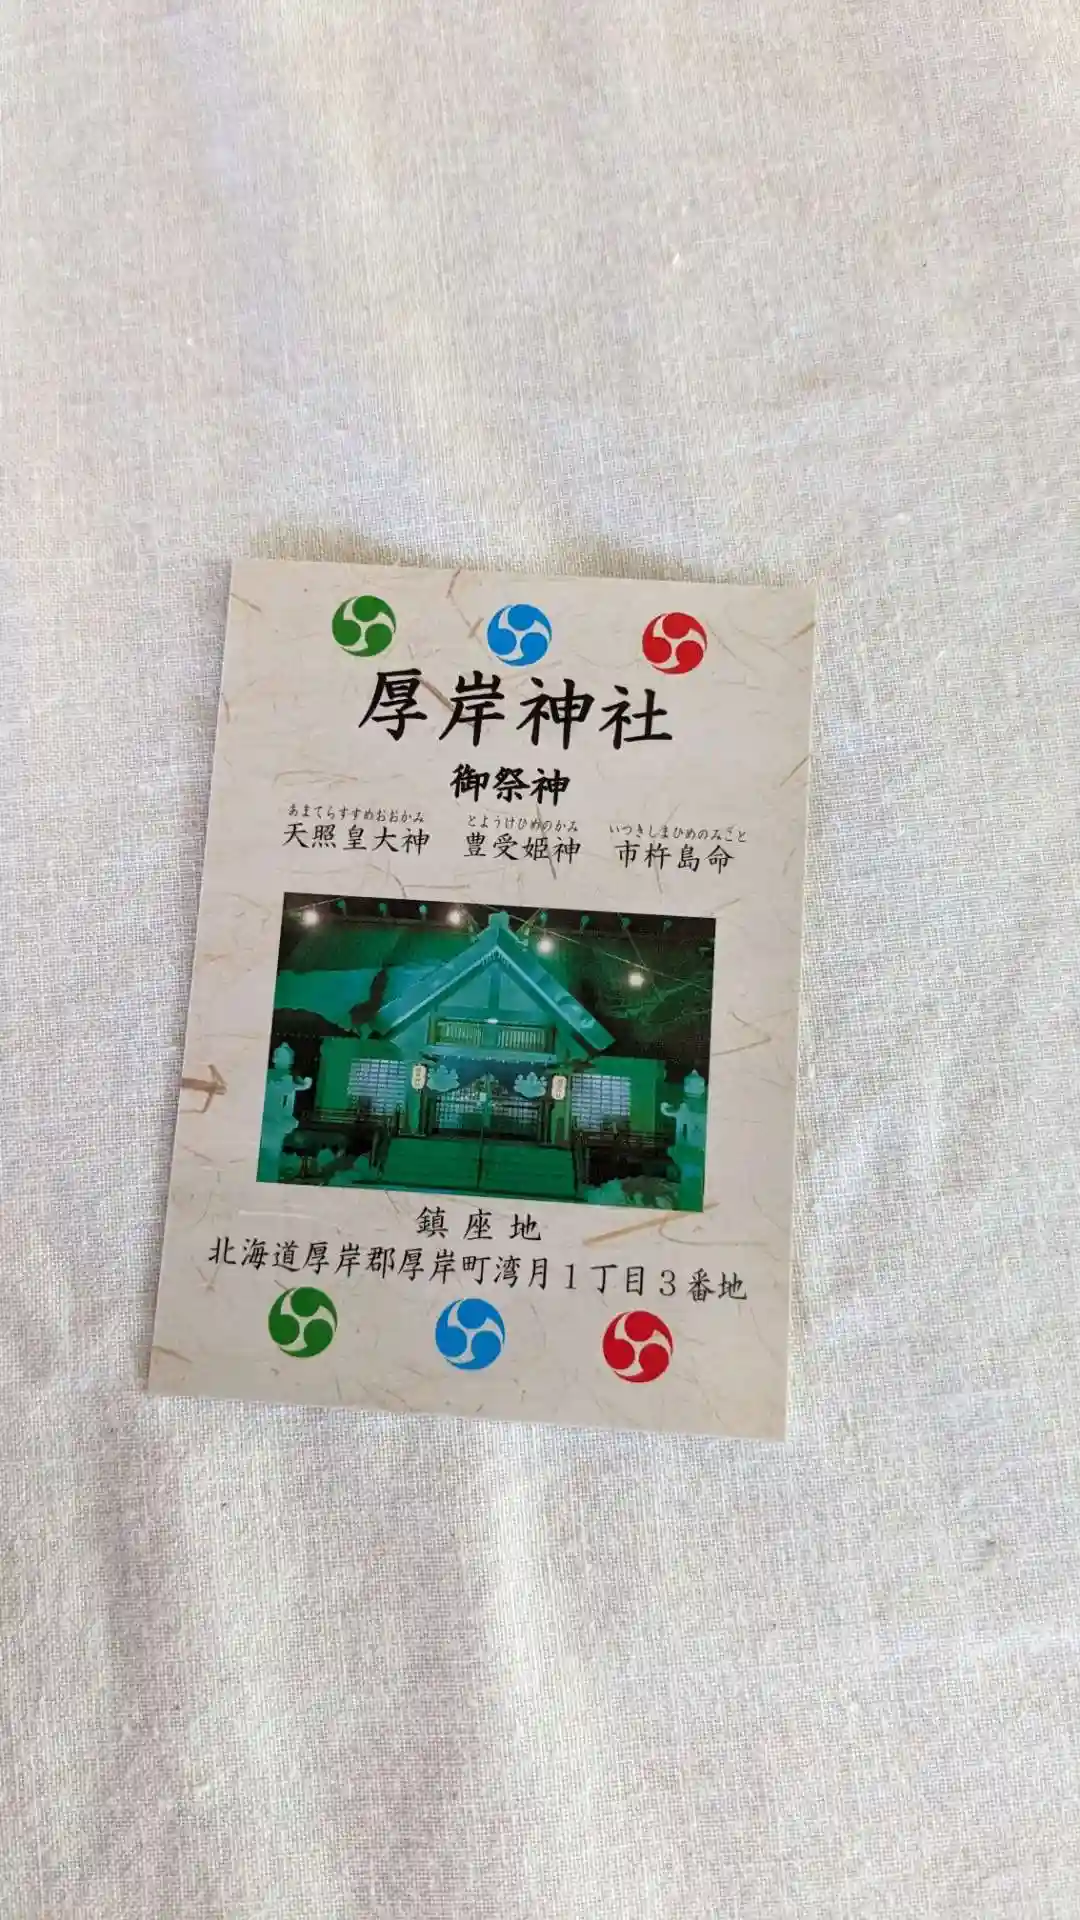 厚岸神社
御祭神
あまてらすすめおおかみ とようけひめのかみ いつきしまひめのみこと
天照皇大神 豊受姫神 市杵島命
鎮座地
北海道厚岸郡厚岸町湾月1丁目3番地